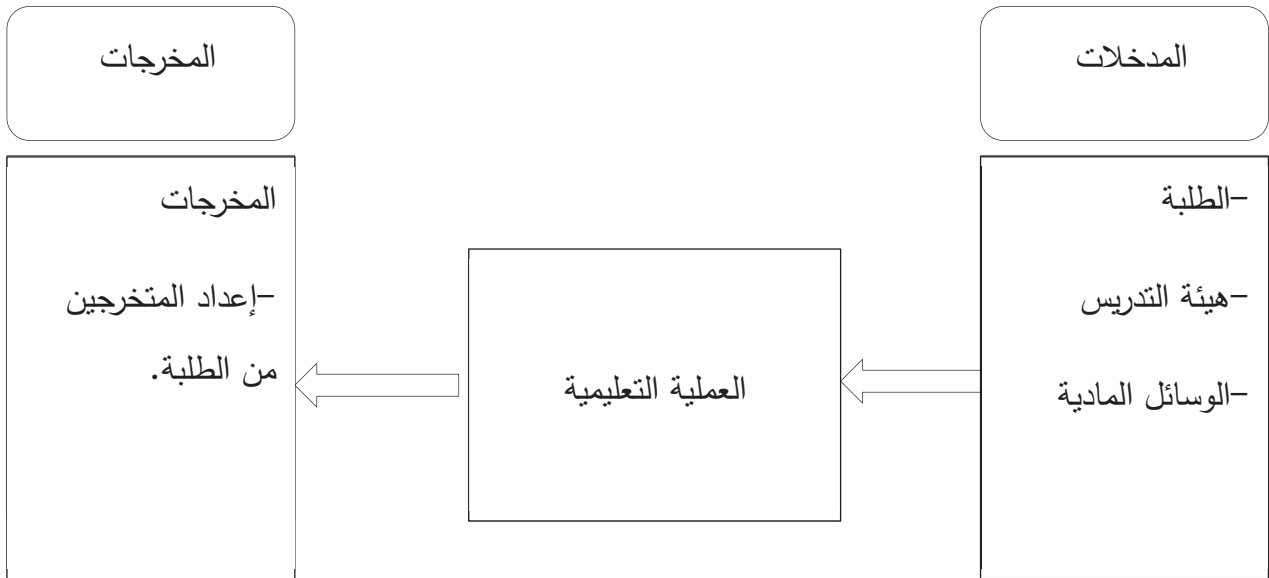 المدخلات
-الطلبة
-هيئة التدريس
-الوسائل المادية
العملية التعليمية
المخرجات
المخرجات
-إعداد المتخرجين
من الطلبة.